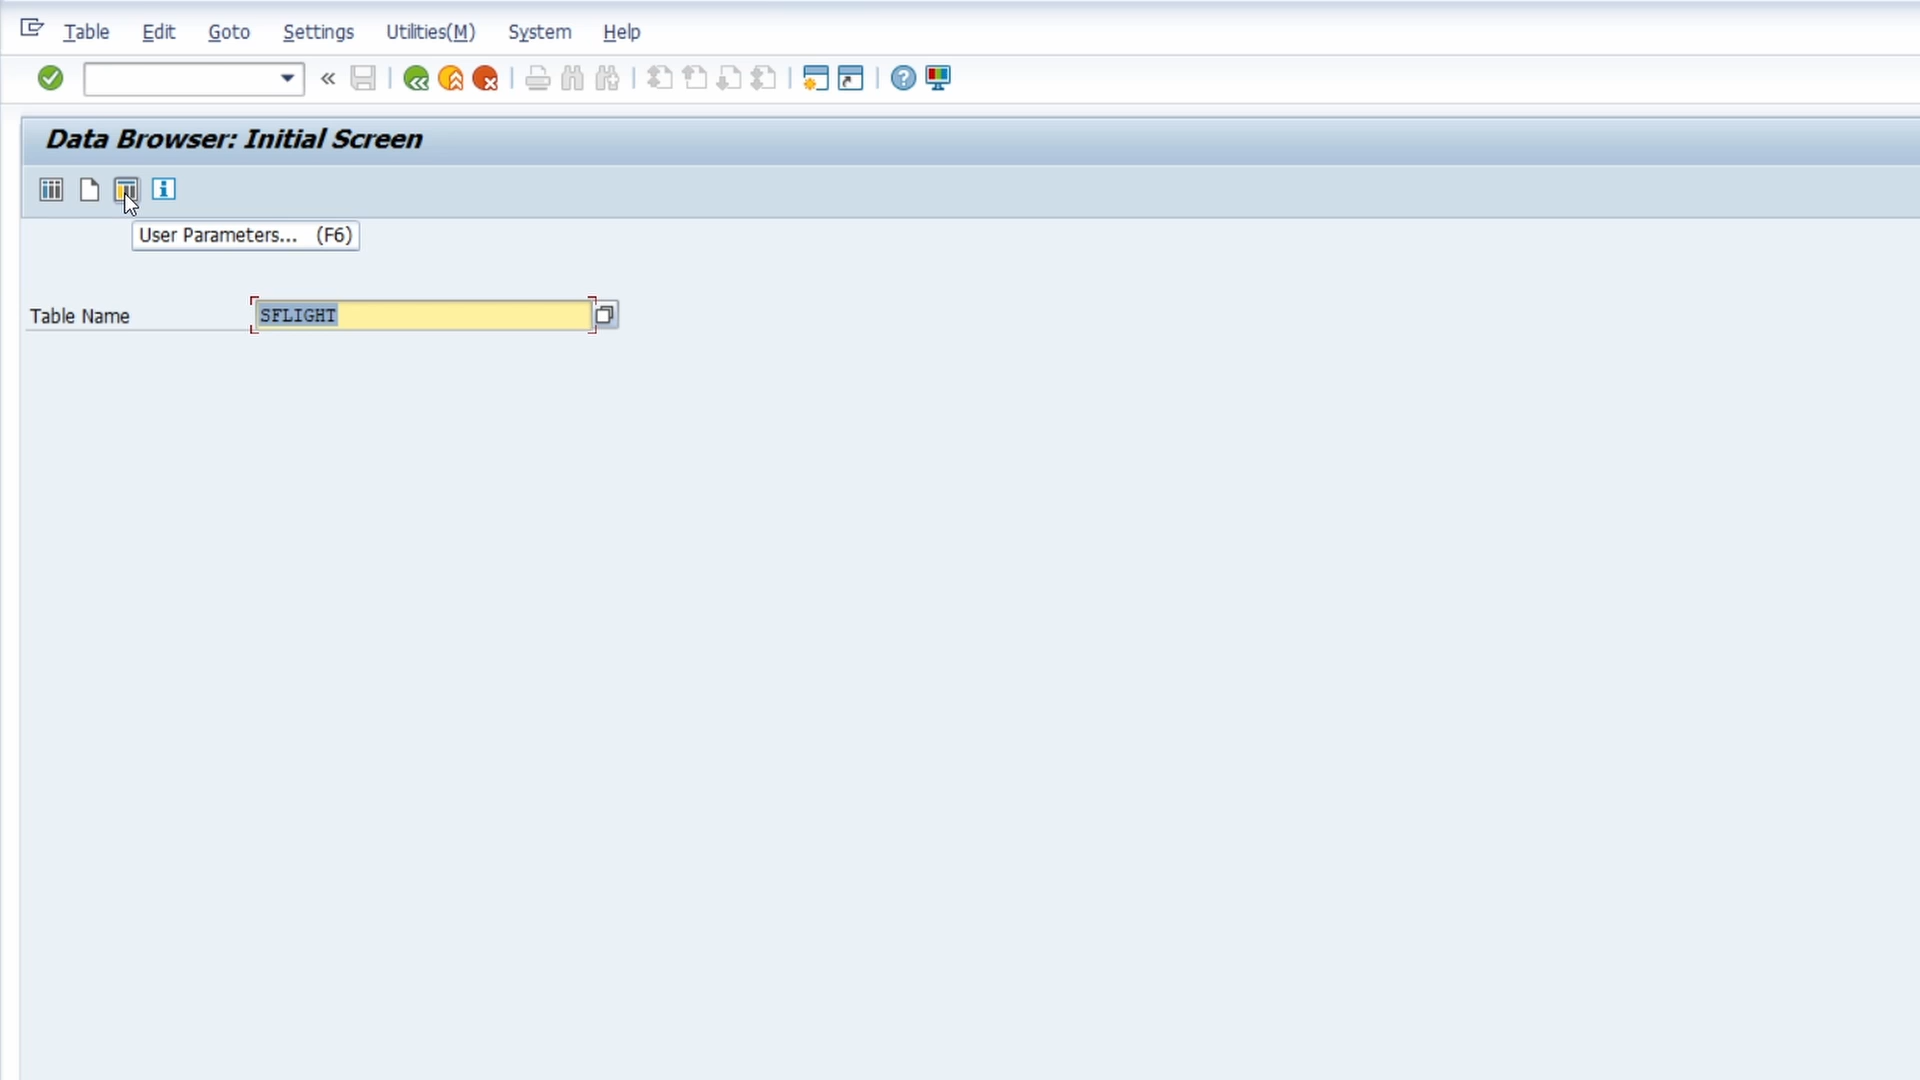 Table Edit Goto Settings Utilities(M) System Help
Data Browser: Initial Screen
User Parameters... (F6)
Table Name SFLIGHT